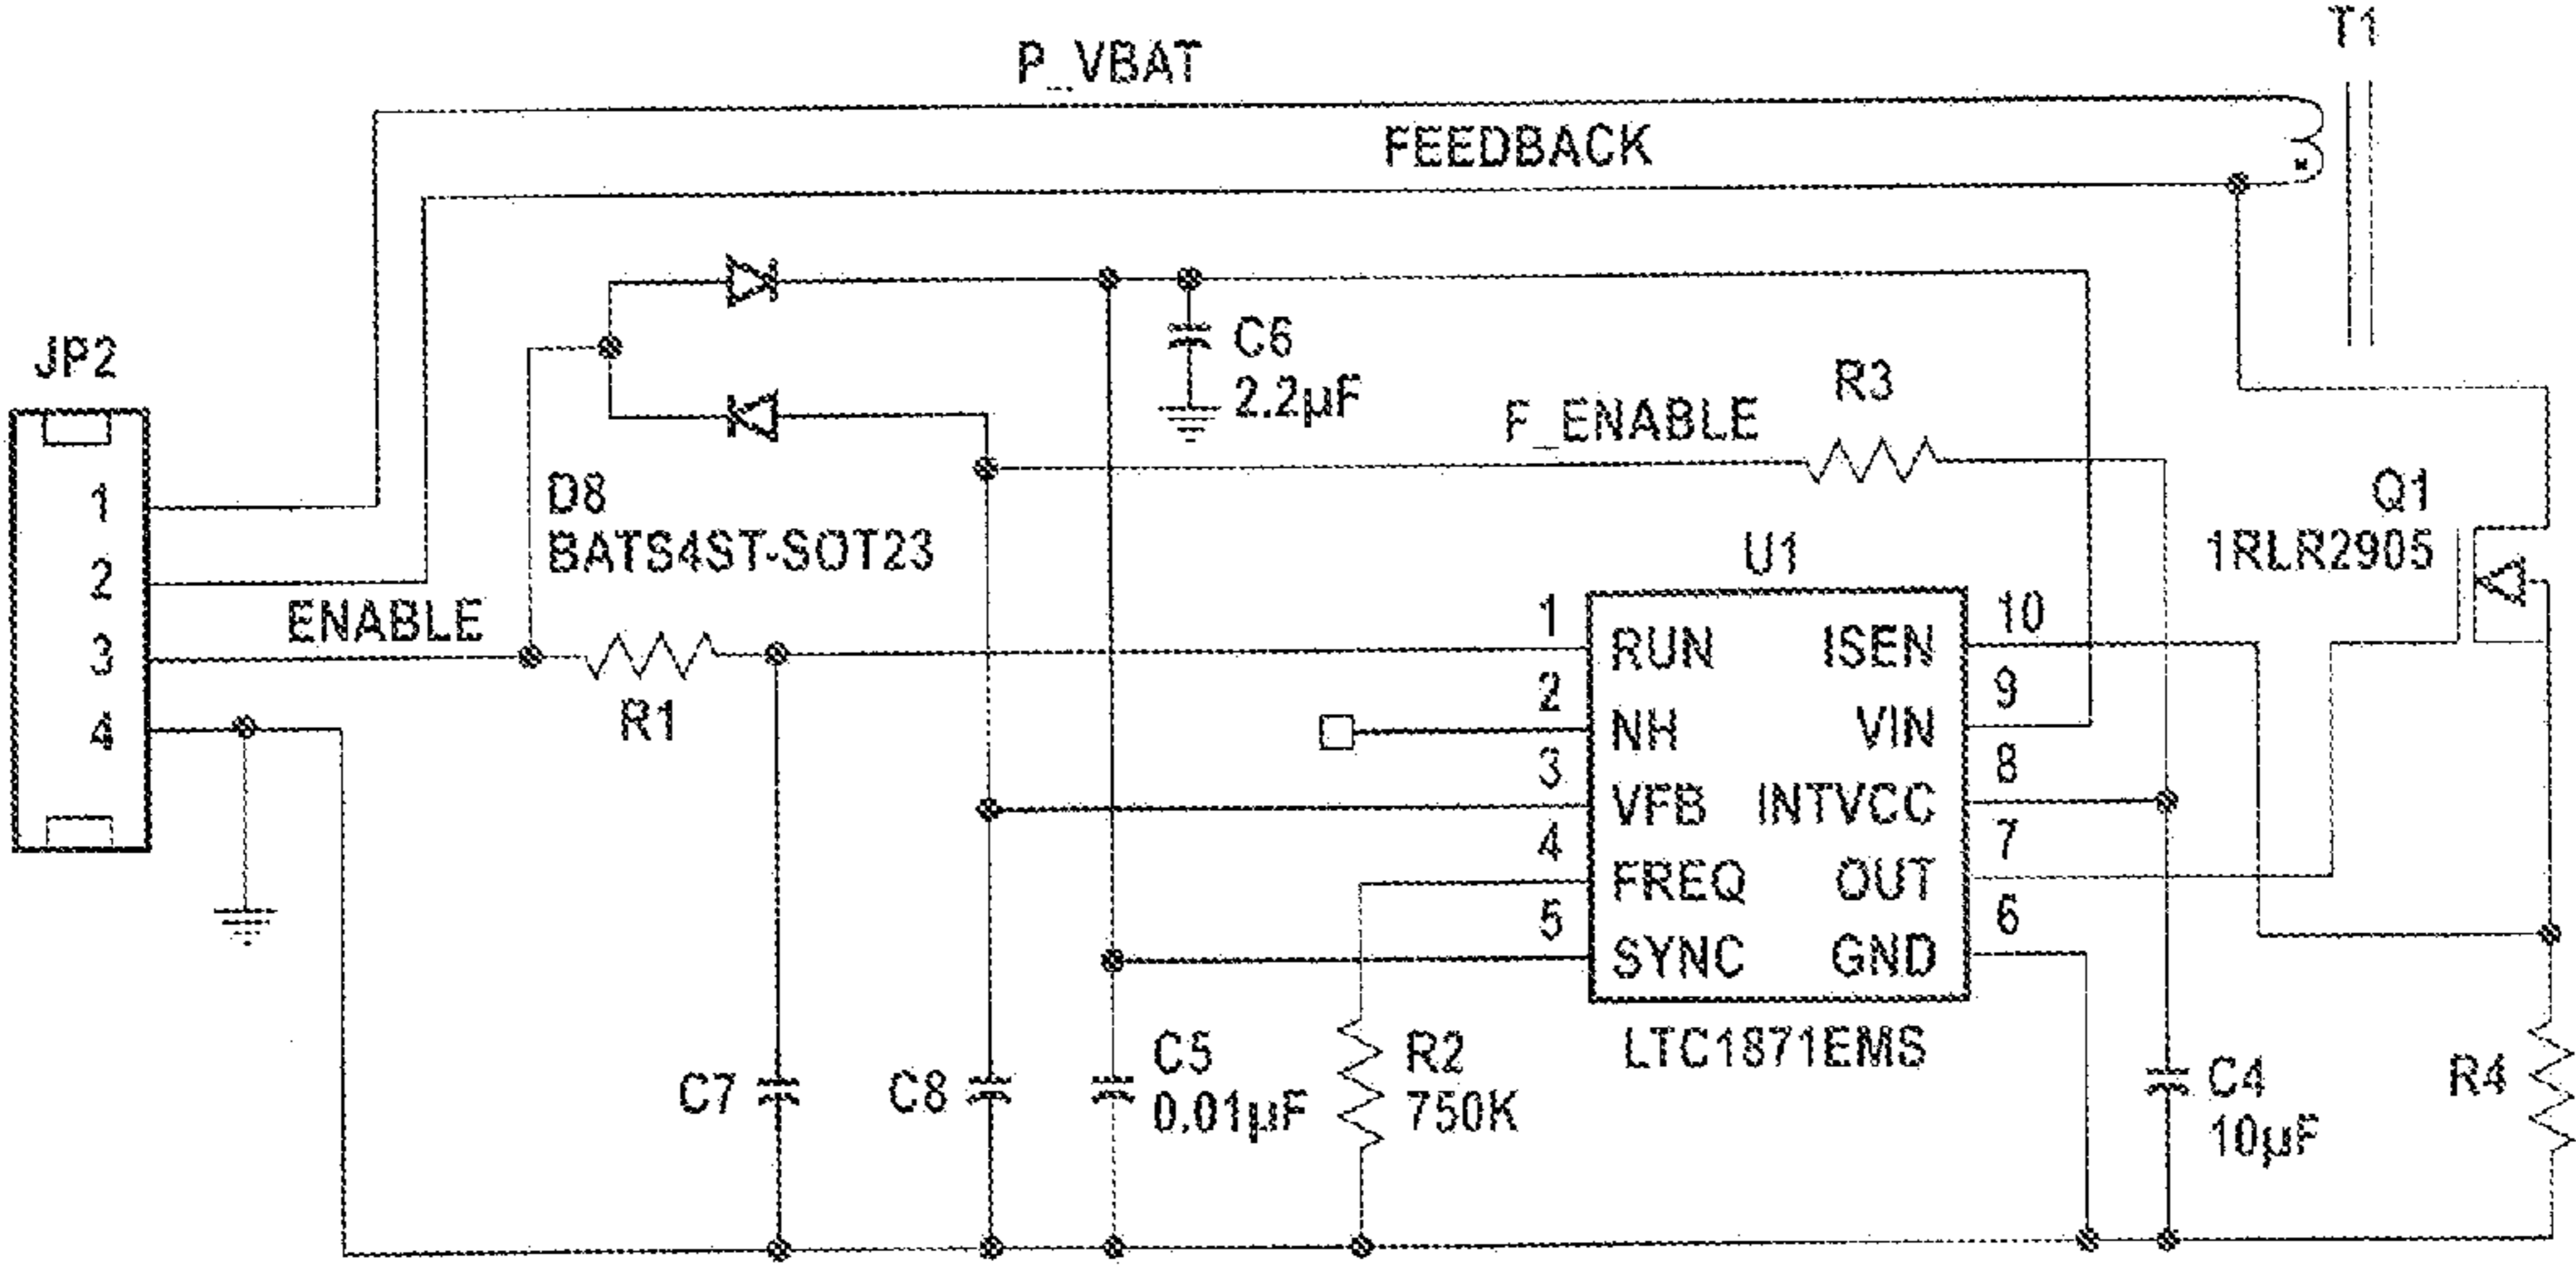 T1
P_VBAT
FEEDBACK
C6
2.2µF
JP2
1
2
3
4
R3
F_ENABLE
D8
BATS4ST-SOT23
Q1
1RLR2905
ENABLE
R1
U1
1 RUN ISEN 10
2 NH VIN 9
3 VFB INTVCC 8
4 FREQ OUT 7
5 SYNC GND 6
LTC1871EMS
C7
C8
C5
0.01µF
R2
750K
C4
10µF
R4